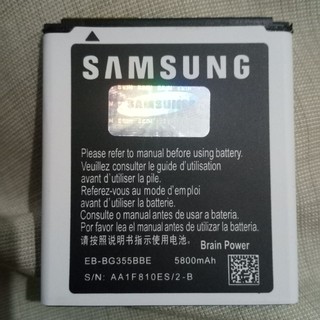 SAMSUNG
SAMSUNG
Please refer to manual before using battery.
Veuillez consulter le guide d'utilisation
avant d'utiliser la pile.
Referez-vous au mode d'emploi
avant d'utiliser
Consulte a manual antes de usar a bateria.
Por favor lea el manual antes de utilizar la bateria.
请按照说明书指示使用电池。
Brain Power
EB-BG355BBE 5800mAh
S/N: AA1F810ES/2-B